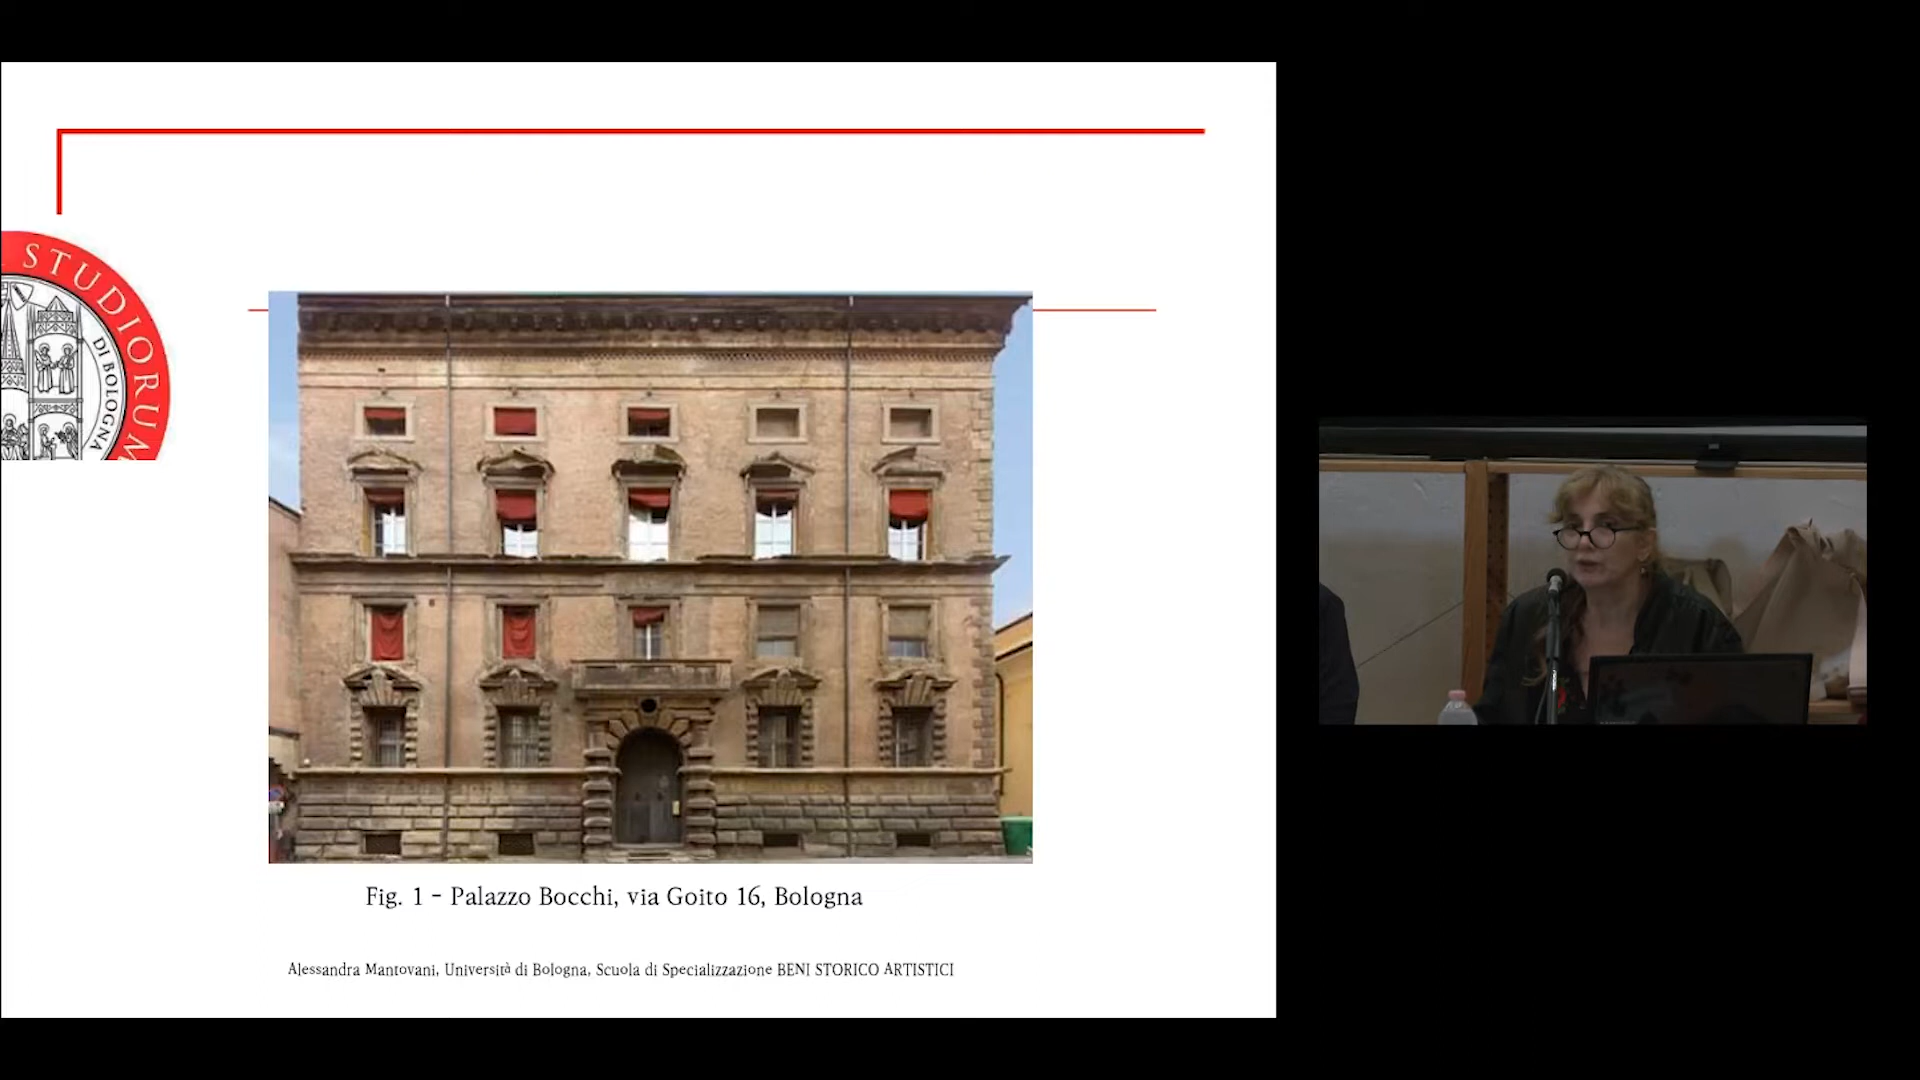 STUDIORUM
DI BOLOGNA
Fig. 1 - Palazzo Bocchi, via Goito 16, Bologna
Alessandra Mantovani, Università di Bologna, Scuola di Specializzazione BENI STORICO ARTISTICI